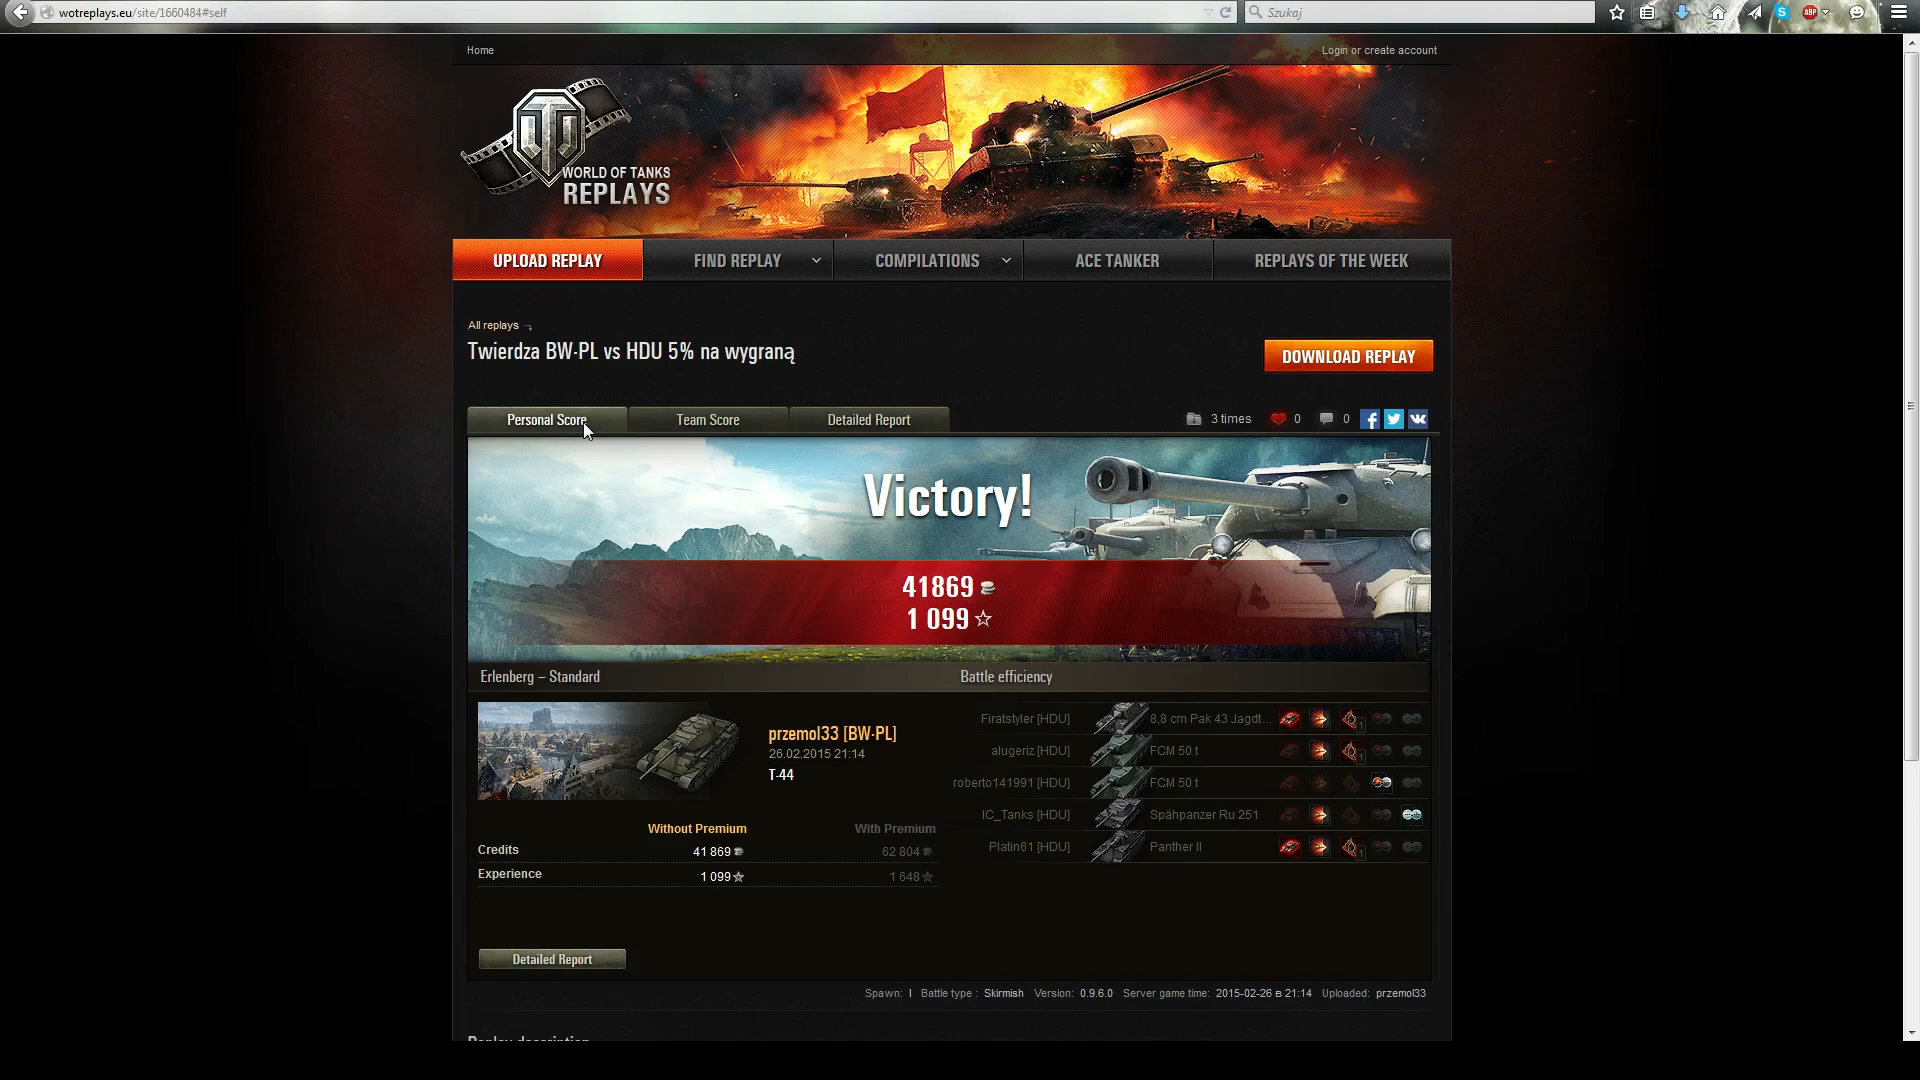 wotreplays.eu/site/1660484#self
Szukaj
Home
Login or create account
WORLD OF TANKS
REPLAYS
UPLOAD REPLAY
FIND REPLAY
COMPILATIONS
ACE TANKER
REPLAYS OF THE WEEK
All replays
Twierdza BW-PL vs HDU 5% na wygraną
DOWNLOAD REPLAY
Personal Score
Team Score
Detailed Report
3 times
0
0
Victory!
41869
1 099
Erlenberg – Standard
Battle efficiency
przemol33 [BW-PL]
26.02.2015 21:14
T-44
Firatstyler [HDU] 8,8 cm Pak 43 Jagdt... 1
alugeriz [HDU] FCM 50 t 1
roberto141991 [HDU] FCM 50 t
IC_Tanks [HDU] Spähpanzer Ru 251
Platin61 [HDU] Panther II 1
Without Premium With Premium
Credits 41 869 62 804
Experience 1 099 1 648
Detailed Report
Spawn: I Battle type : Skirmish Version: 0.9.6.0 Server game time: 2015-02-26 в 21:14 Uploaded: przemol33
Replay description